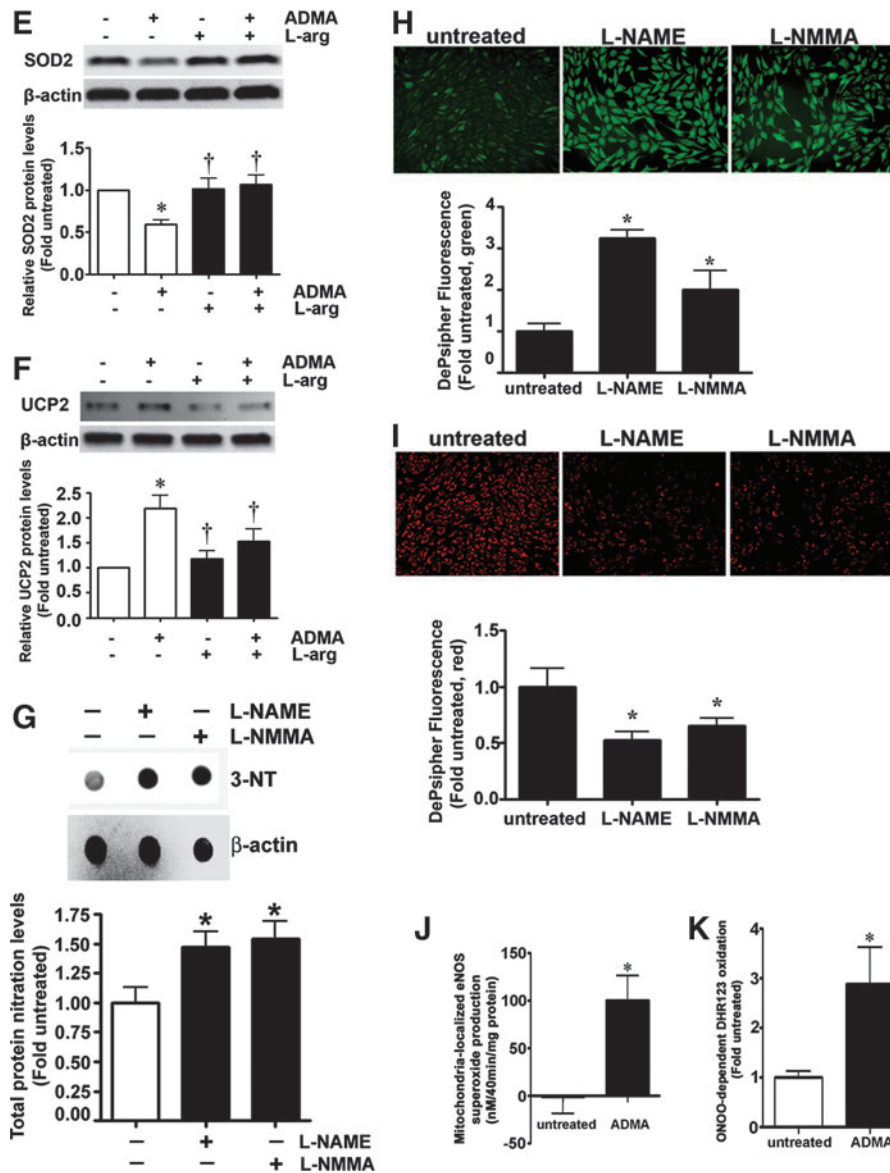 E
- + - + ADMA
- - + + L-arg
SOD2
β-actin
Relative SOD2 protein levels
(Fold untreated)
1.5
1.0
0.5
0.0
* † †
- + - + ADMA
- - + + L-arg
F
- + - + ADMA
- - + + L-arg
UCP2
β-actin
Relative UCP2 protein levels
(Fold untreated)
2.5
2.0
1.5
1.0
0.5
0.0
* † †
- + - + ADMA
- - + + L-arg
G
– + – L-NAME
– – + L-NMMA
3-NT
β-actin
Total protein nitration levels
(Fold untreated)
1.75
1.50
1.25
1.00
0.75
0.50
0.25
0.00
* *
– + – L-NAME
– – + L-NMMA
H
untreated L-NAME L-NMMA
DePsipher Fluorescence
(Fold untreated, green)
4
3
2
1
0
* *
untreated L-NAME L-NMMA
I
untreated L-NAME L-NMMA
DePsipher Fluorescence
(Fold untreated, red)
1.5
1.0
0.5
0.0
* *
untreated L-NAME L-NMMA
J
Mitochondria-localized eNOS
superoxide production
(nM/40min/mg protein)
150
100
50
0
-50
*
untreated ADMA
K
ONOO-dependent DHR123 oxidation
(Fold untreated)
4
3
2
1
0
*
untreated ADMA